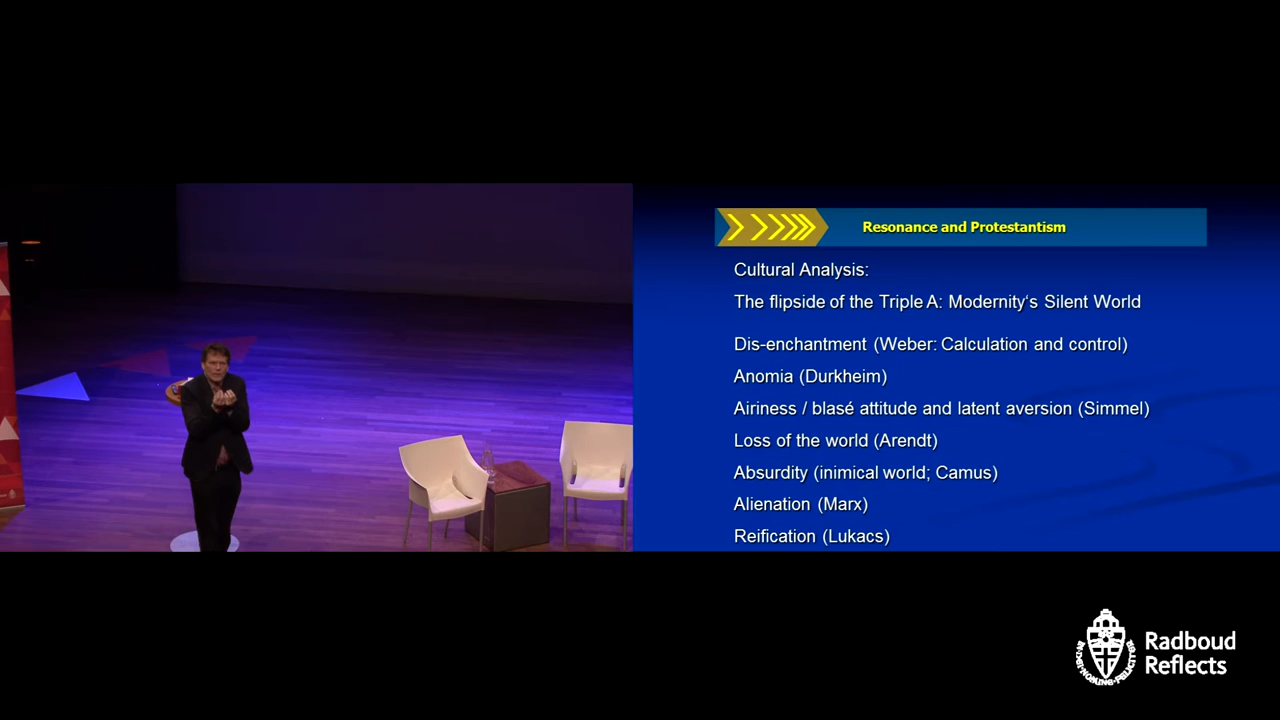 Resonance and Protestantism
Cultural Analysis:
The flipside of the Triple A: Modernity's Silent World
Dis-enchantment (Weber: Calculation and control)
Anomia (Durkheim)
Airiness / blasé attitude and latent aversion (Simmel)
Loss of the world (Arendt)
Absurdity (inimical world; Camus)
Alienation (Marx)
Reification (Lukacs)
Radboud
Reflects